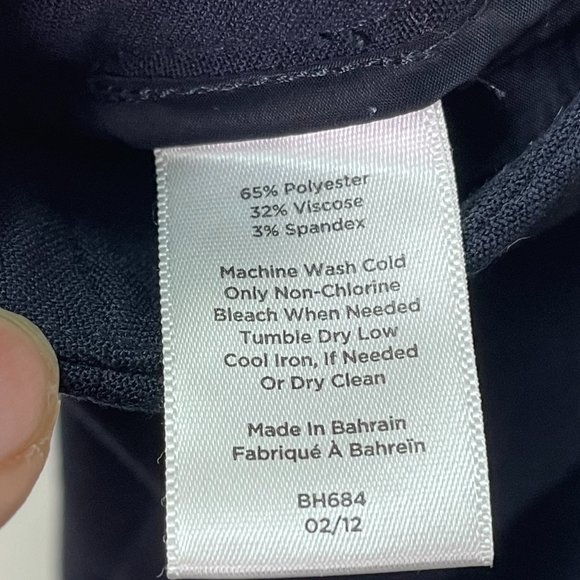 65% Polyester
32% Viscose
3% Spandex
Machine Wash Cold
Only Non-Chlorine
Bleach When Needed
Tumble Dry Low
Cool Iron, If Needed
Or Dry Clean
Made In Bahrain
Fabriqué À Bahreïn
BH684
02/12